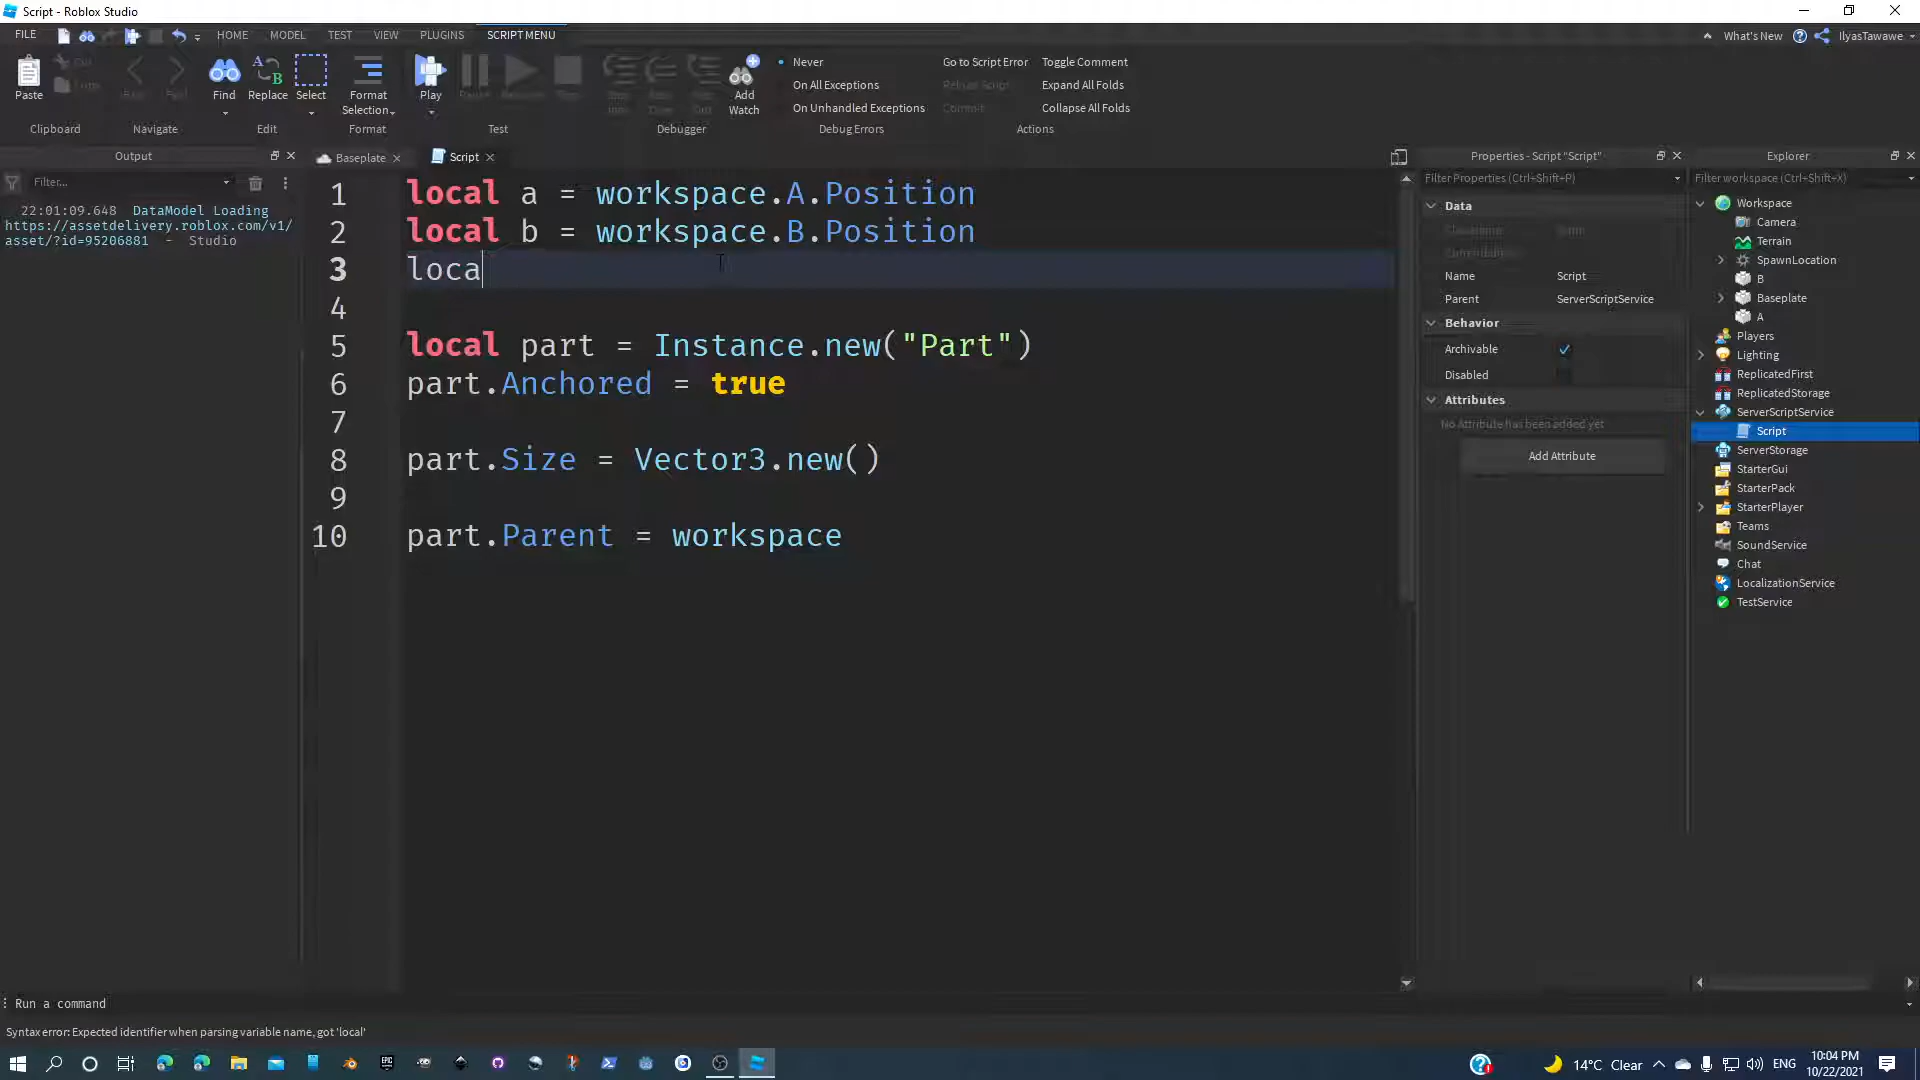 Script - Roblox Studio
FILE HOME MODEL TEST VIEW PLUGINS SCRIPT MENU What's New IlyasTawawe
Paste Find Replace Select Format Selection Play Add Watch
Never Go to Script Error Toggle Comment
On All Exceptions Reload Script Expand All Folds
On Unhandled Exceptions Commit Collapse All Folds
Clipboard Navigate Edit Format Test Debugger Debug Errors Actions
Output
Filter...
22:01:09.648 DataModel Loading
https://assetdelivery.roblox.com/v1/
asset/?id=95206881 - Studio
Baseplate Script
1 local a = workspace.A.Position
2 local b = workspace.B.Position
3 loca
4
5 local part = Instance.new("Part")
6 part.Anchored = true
7
8 part.Size = Vector3.new()
9
10 part.Parent = workspace
Properties - Script "Script"
Filter Properties (Ctrl+Shift+P)
Data
Name Script
Parent ServerScriptService
Behavior
Archivable
Disabled
Attributes
No Attribute has been added yet
Add Attribute
Explorer
Filter workspace (Ctrl+Shift+X)
Workspace
Camera
Terrain
SpawnLocation
B
Baseplate
A
Players
Lighting
ReplicatedFirst
ReplicatedStorage
ServerScriptService
Script
ServerStorage
StarterGui
StarterPack
StarterPlayer
Teams
SoundService
Chat
LocalizationService
TestService
Run a command
Syntax error: Expected identifier when parsing variable name, got 'local'
14°C Clear ENG 10:04 PM
10/22/2021